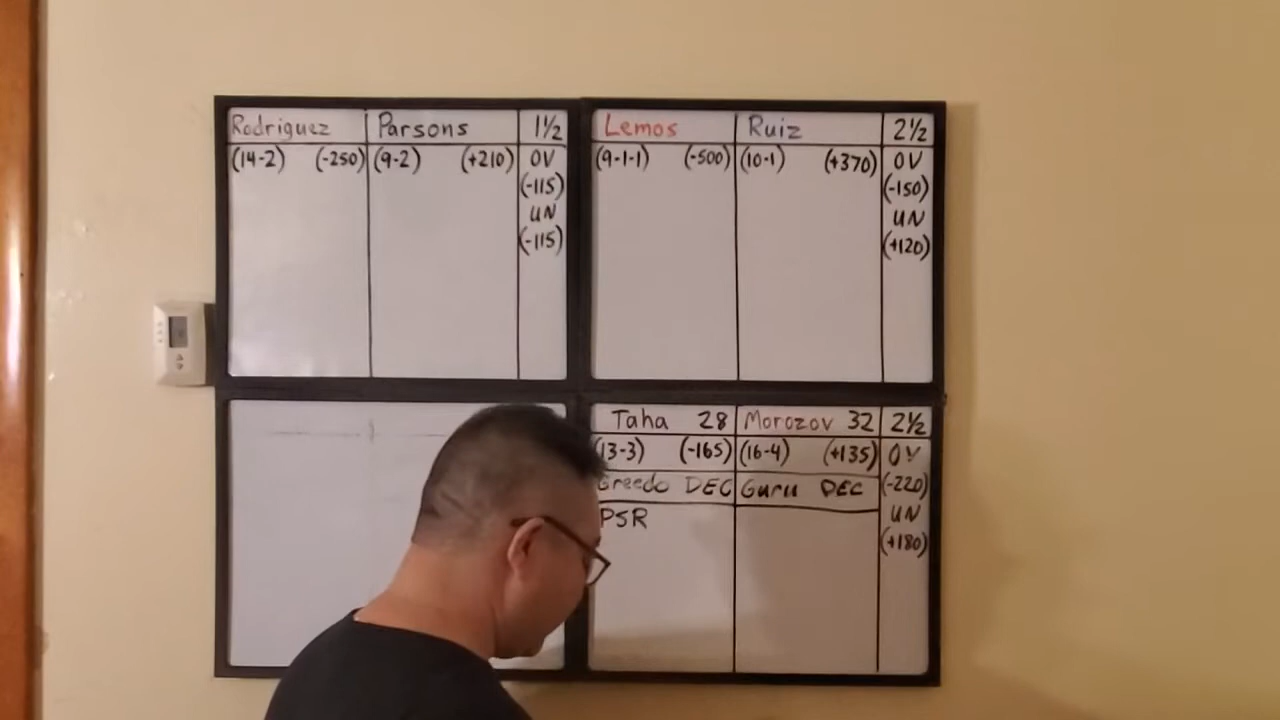 Rodriguez Parsons 1½
(14-2) (-250) (9-2) (+210) OV
(-115)
UN
(-115)
Lemos Ruiz 2½
(9-1-1) (-500) (10-1) (+370) OV
(-150)
UN
(+120)
Taha 28 Morozov 32 2½
(13-3) (-165) (16-4) (+135) OV
Greedo DEC Guru DEC (-220)
PSR UN
(+180)